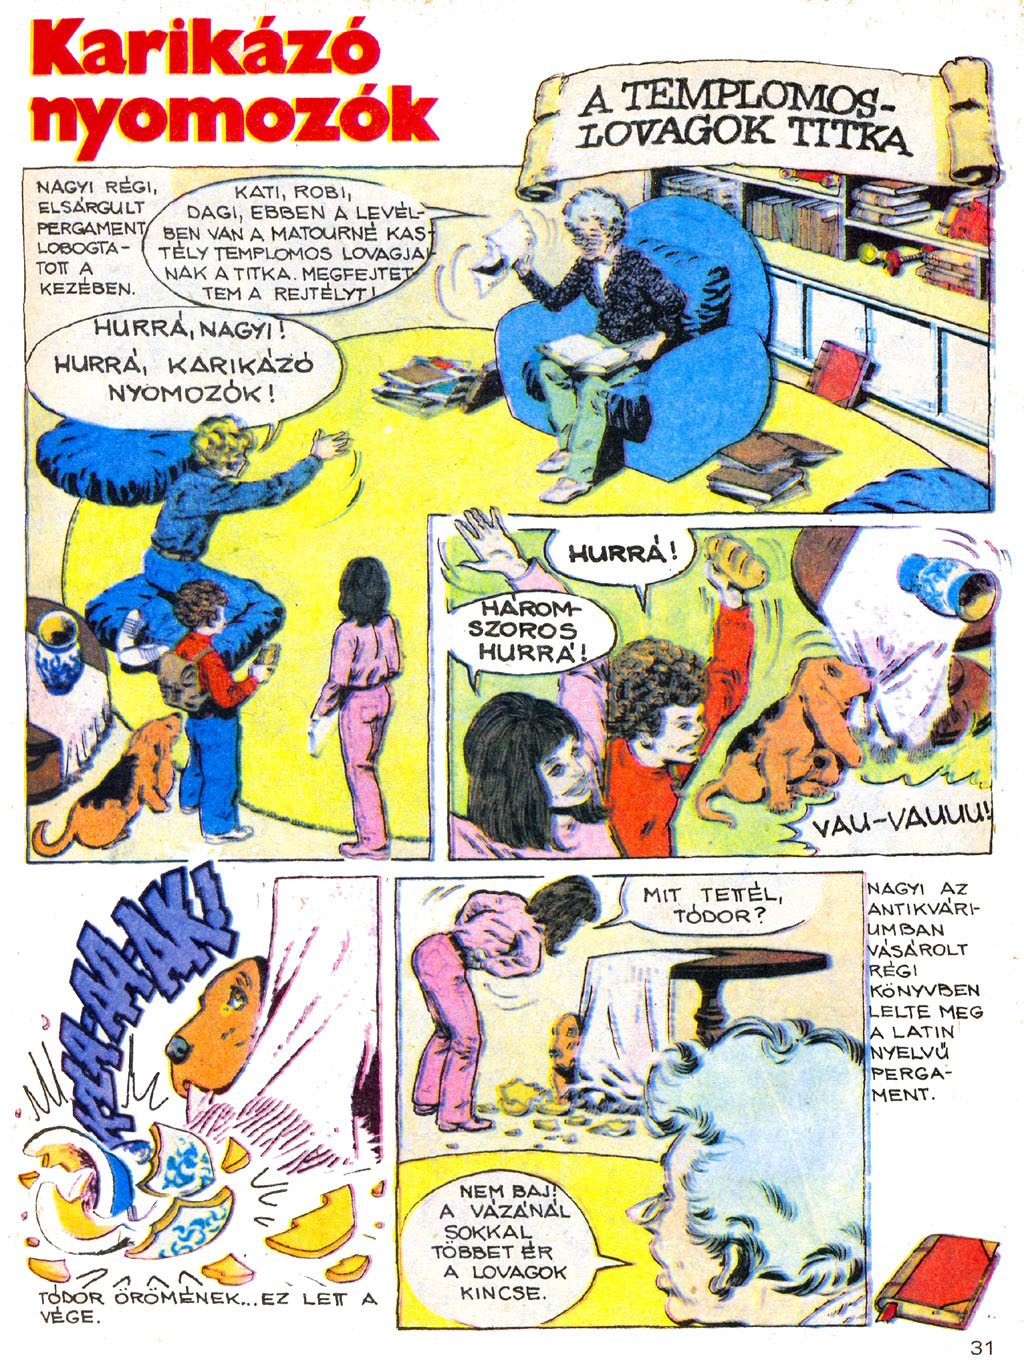 Karikázó
nyomozók
A TEMPLOMOS-
LOVAGOK TITKA
NAGYI RÉGI,
ELSÁRGULT
PERGAMENT
LOBOGTA-
TOTT A
KEZÉBEN.
KATI, ROBI,
DAGI, EBBEN A LEVÉL-
BEN VAN A MATOURNÉ KAS-
TÉLY TEMPLOMOS LOVAGJA
NAK A TITKA. MEGFEJTET-
TEM A REJTÉLYT!
HURRÁ, NAGYI!
HURRÁ, KARIKÁZÓ
NYOMOZÓK!
HURRÁ!
HÁROM-
SZOROS
HURRÁ!
VAU-VAUUU!
TÓDOR ÖRÖMÉNEK...EZ LETT A
VÉGE.
MIT TETTÉL,
TÓDOR?
NAGYI AZ
ANTIKVÁRI-
UMBAN
VÁSÁROLT
RÉGI
KÖNYVBEN
LELTE MEG
A LATIN
NYELVŰ
PERGA-
MENT.
NEM BAJ!
A VÁZÁNÁL
SOKKAL
TÖBBET ÉR
A LOVAGOK
KINCSE.
31